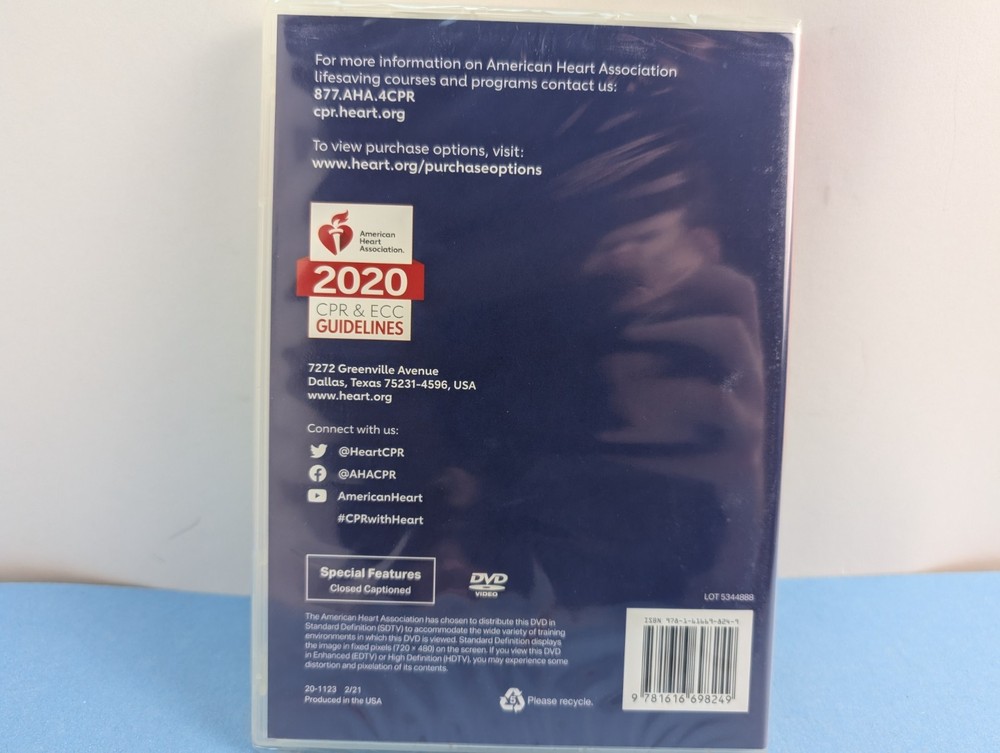 For more information on American Heart Association
lifesaving courses and programs contact us:
877.AHA.4CPR
cpr.heart.org
To view purchase options, visit:
www.heart.org/purchaseoptions
American
Heart
Association.
2020
CPR & ECC
GUIDELINES
7272 Greenville Avenue
Dallas, Texas 75231-4596, USA
www.heart.org
Connect with us:
@HeartCPR
@AHACPR
AmericanHeart
#CPRwithHeart
Special Features
Closed Captioned
DVD
VIDEO
LOT 5344888
The American Heart Association has chosen to distribute this DVD in
Standard Definition (SDTV) to accommodate the wide variety of training
environments in which this DVD is viewed. Standard Definition displays
the image in fixed pixels (720 × 480) on the screen. If you view this DVD
in Enhanced (EDTV) or High Definition (HDTV), you may experience some
distortion and pixelation of its contents.
20-1123 2/21
Produced in the USA
5
Please recycle.
ISBN 978-1-61669-824-9
9 781616 698249